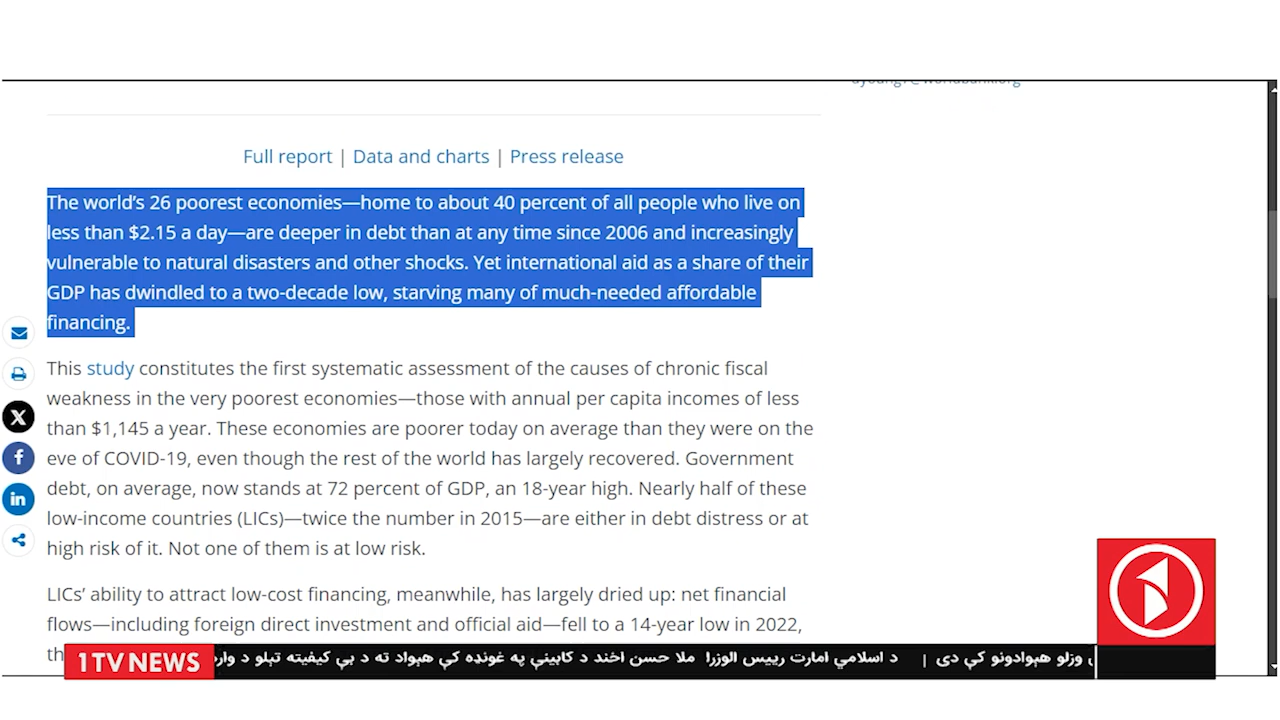 Full report | Data and charts | Press release
The world's 26 poorest economies—home to about 40 percent of all people who live on
less than $2.15 a day—are deeper in debt than at any time since 2006 and increasingly
vulnerable to natural disasters and other shocks. Yet international aid as a share of their
GDP has dwindled to a two-decade low, starving many of much-needed affordable
financing.
This study constitutes the first systematic assessment of the causes of chronic fiscal
weakness in the very poorest economies—those with annual per capita incomes of less
than $1,145 a year. These economies are poorer today on average than they were on the
eve of COVID-19, even though the rest of the world has largely recovered. Government
debt, on average, now stands at 72 percent of GDP, an 18-year high. Nearly half of these
low-income countries (LICs)—twice the number in 2015—are either in debt distress or at
high risk of it. Not one of them is at low risk.
LICs' ability to attract low-cost financing, meanwhile, has largely dried up: net financial
flows—including foreign direct investment and official aid—fell to a 14-year low in 2022,
1TV NEWS
وزلو هېوادونو کې دی | د اسلامي امارت رییس الوزرا ملا حسن اخند د کابینې په غونډه کې هېواد ته د بې کیفیته تېلو د